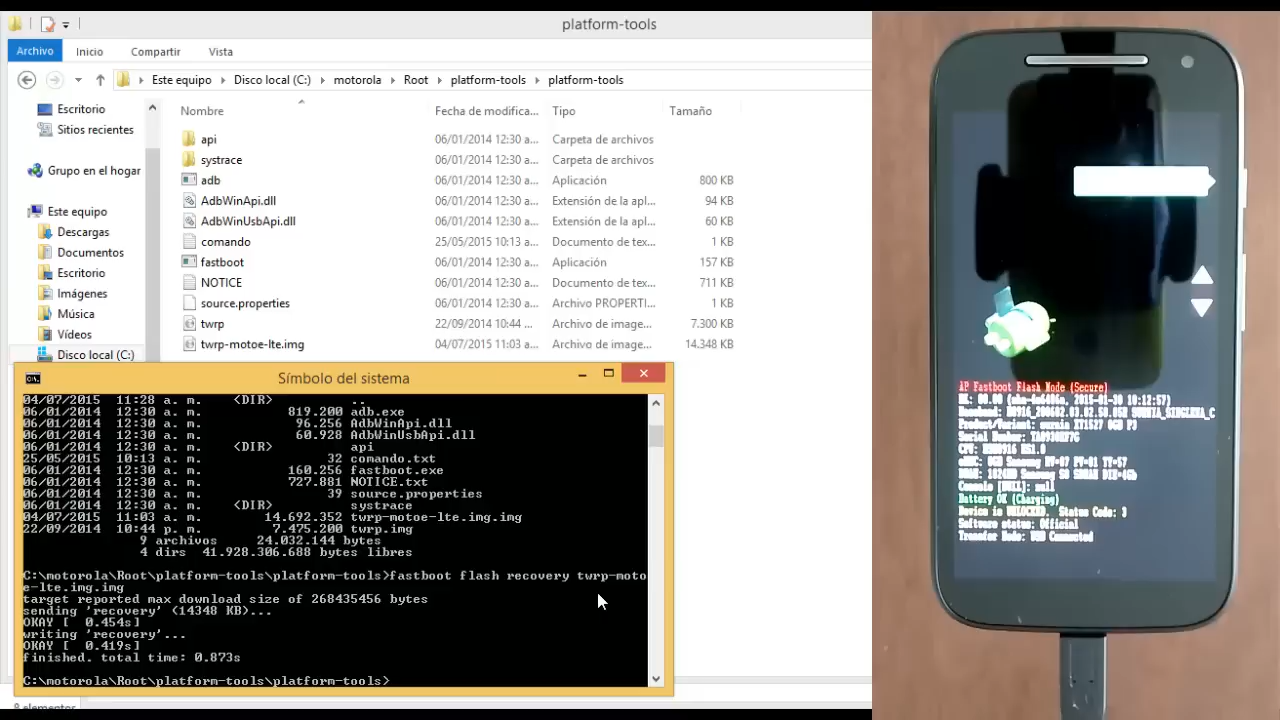 platform-tools
Archivo Inicio Compartir Vista
Este equipo Disco local (C:) motorola Root platform-tools platform-tools
Escritorio
Sitios recientes
Grupo en el hogar
Este equipo
Descargas
Documentos
Escritorio
Imágenes
Música
Vídeos
Disco local (C:)
Nombre Fecha de modifica... Tipo Tamaño
api 06/01/2014 12:30 a... Carpeta de archivos
systrace 06/01/2014 12:30 a... Carpeta de archivos
adb 06/01/2014 12:30 a... Aplicación 800 KB
AdbWinApi.dll 06/01/2014 12:30 a... Extensión de la apl... 94 KB
AdbWinUsbApi.dll 06/01/2014 12:30 a... Extensión de la apl... 60 KB
comando 25/05/2015 10:13 a... Documento de tex... 1 KB
fastboot 06/01/2014 12:30 a... Aplicación 157 KB
NOTICE 06/01/2014 12:30 a... Documento de tex... 711 KB
source.properties 06/01/2014 12:30 a... Archivo PROPERTI... 1 KB
twrp 22/09/2014 10:44 ... Archivo de image... 7.300 KB
twrp-motoe-lte.img 04/07/2015 11:03 a... Archivo de image... 14.348 KB
Símbolo del sistema
04/07/2015 11:28 a. m. <DIR> ..
06/01/2014 12:30 a. m. 819.200 adb.exe
06/01/2014 12:30 a. m. 96.256 AdbWinApi.dll
06/01/2014 12:30 a. m. 60.928 AdbWinUsbApi.dll
06/01/2014 12:30 a. m. <DIR> api
25/05/2015 10:13 a. m. 32 comando.txt
06/01/2014 12:30 a. m. 160.256 fastboot.exe
06/01/2014 12:30 a. m. 727.881 NOTICE.txt
06/01/2014 12:30 a. m. 39 source.properties
06/01/2014 12:30 a. m. <DIR> systrace
04/07/2015 11:03 a. m. 14.692.352 twrp-motoe-lte.img.img
22/09/2014 10:44 p. m. 7.475.200 twrp.img
9 archivos 24.032.144 bytes
4 dirs 41.928.306.688 bytes libres
C:\motorola\Root\platform-tools\platform-tools>fastboot flash recovery twrp-moto
e-lte.img.img
target reported max download size of 268435456 bytes
sending 'recovery' (14348 KB)...
OKAY [ 0.454s]
writing 'recovery'...
OKAY [ 0.419s]
finished. total time: 0.873s
C:\motorola\Root\platform-tools\platform-tools>
AP Fastboot Flash Mode (Secure)
Product/Variant: surnia XT1527 8GB P3
Serial Number:
CPU:
eMMC: 8GB Samsung
Console [NULL]: null
Battery OK (Charging)
Device is UNLOCKED. Status Code: 3
Software status: Official
Transfer Mode: USB Connected